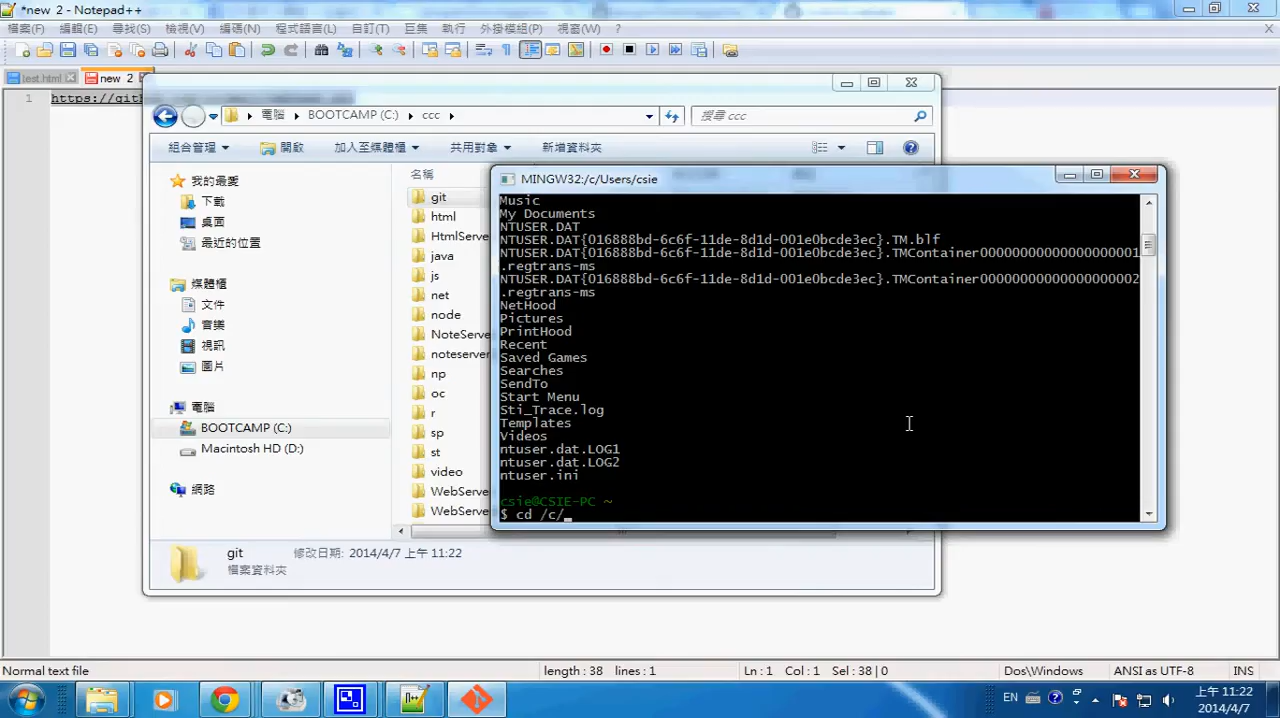 *new 2 - Notepad++
檔案(F) 編輯(E) 尋找(S) 檢視(V) 編碼(N) 程式語言(L) 設定(T) 巨集 執行 外掛模組(P) 視窗(W) ?
test.html new 2
1 https://gith
電腦 BOOTCAMP (C:) ccc 搜尋 ccc
組合管理 開啟 加入至媒體櫃 共用對象 新增資料夾
我的最愛
下載
桌面
最近的位置
媒體櫃
文件
音樂
視訊
圖片
電腦
BOOTCAMP (C:)
Macintosh HD (D:)
網路
名稱
git
html
HtmlServe
java
js
net
node
NoteServe
noteserver
np
oc
r
sp
st
video
WebServe
WebServe
git 修改日期: 2014/4/7 上午 11:22
檔案資料夾
MINGW32:/c/Users/csie
Music
My Documents
NTUSER.DAT
NTUSER.DAT{016888bd-6c6f-11de-8d1d-001e0bcde3ec}.TM.blf
NTUSER.DAT{016888bd-6c6f-11de-8d1d-001e0bcde3ec}.TMContainer00000000000000000001
.regtrans-ms
NTUSER.DAT{016888bd-6c6f-11de-8d1d-001e0bcde3ec}.TMContainer00000000000000000002
.regtrans-ms
NetHood
Pictures
PrintHood
Recent
Saved Games
Searches
SendTo
Start Menu
Sti_Trace.log
Templates
Videos
ntuser.dat.LOG1
ntuser.dat.LOG2
ntuser.ini
csie@CSIE-PC ~
$ cd /c/
Normal text file length : 38 lines : 1 Ln : 1 Col : 1 Sel : 38 | 0 Dos\Windows ANSI as UTF-8 INS
EN 上午 11:22
2014/4/7